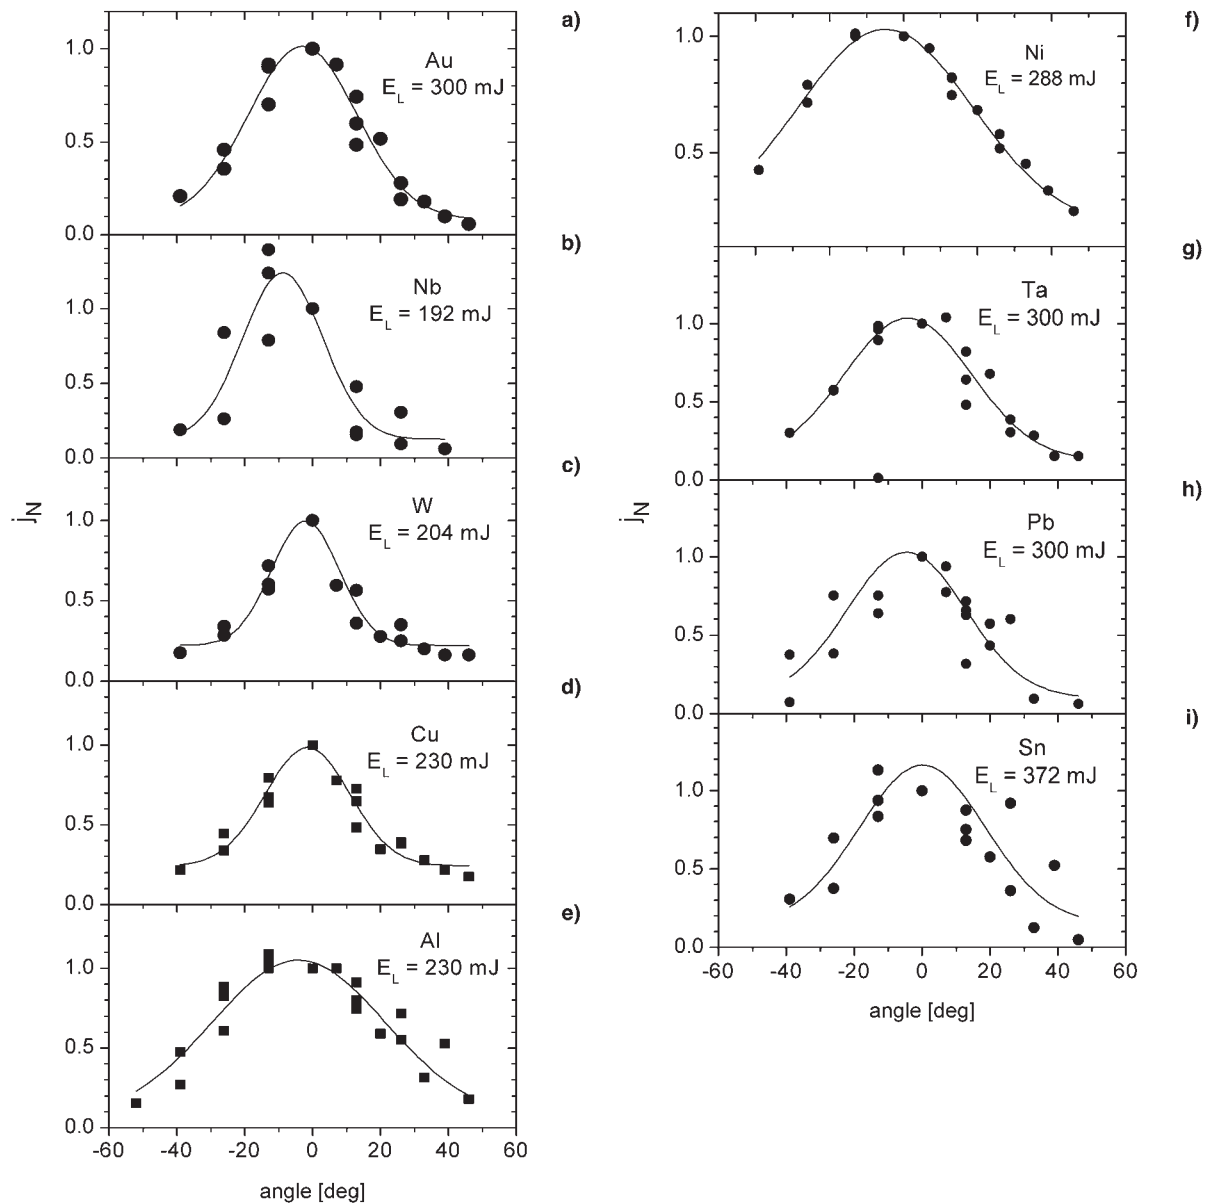 a)
1.0
0.5
0.0
Au
E_L = 300 mJ
b)
1.0
0.5
0.0
Nb
E_L = 192 mJ
c)
1.0
0.5
0.0
W
E_L = 204 mJ
j_N
d)
1.0
0.5
0.0
Cu
E_L = 230 mJ
e)
1.0
0.5
0.0
Al
E_L = 230 mJ
-60 -40 -20 0 20 40 60
angle [deg]
f)
1.0
0.5
Ni
E_L = 288 mJ
g)
1.0
0.5
0.0
Ta
E_L = 300 mJ
h)
j_N
1.0
0.5
0.0
Pb
E_L = 300 mJ
i)
1.0
0.5
0.0
Sn
E_L = 372 mJ
-60 -40 -20 0 20 40 60
angle [deg]